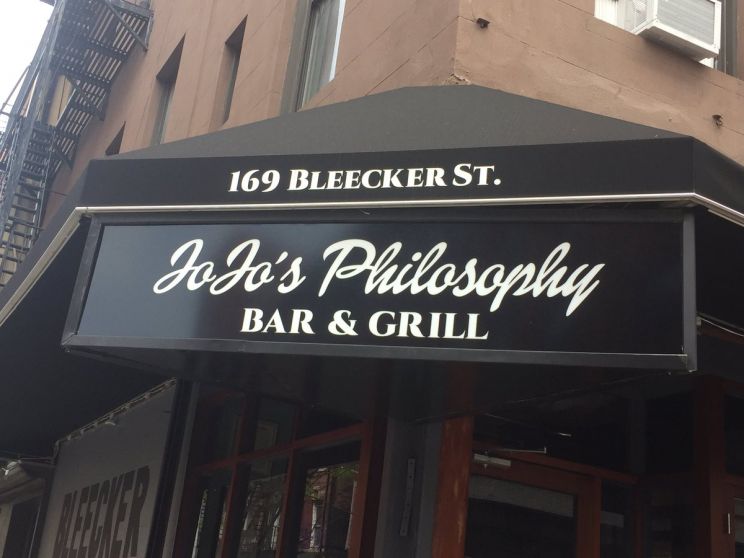 169 BLEECKER ST.
JoJo's Philosophy
BAR & GRILL
BLEECKER